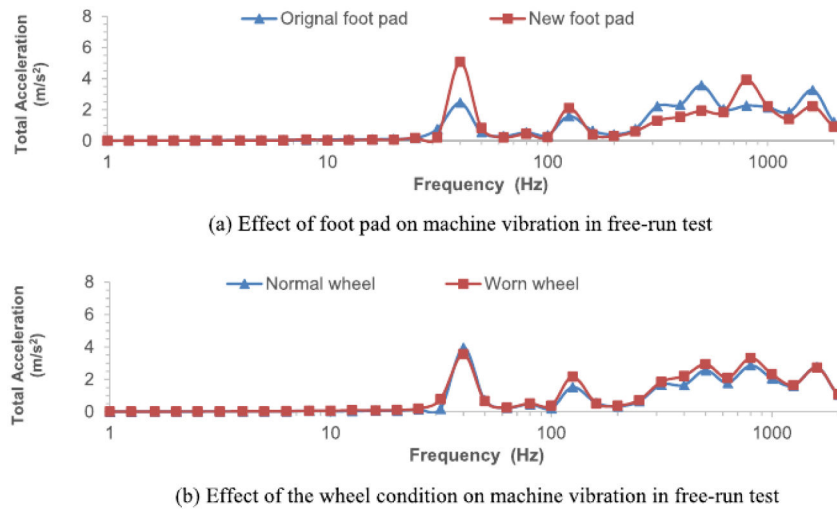 Orignal foot pad New foot pad
Total Acceleration
(m/s²)
8
6
4
2
0
1 10 100 1000
Frequency (Hz)
(a) Effect of foot pad on machine vibration in free-run test
Normal wheel Worn wheel
Total Acceleration
(m/s²)
8
6
4
2
0
1 10 100 1000
Frequency (Hz)
(b) Effect of the wheel condition on machine vibration in free-run test